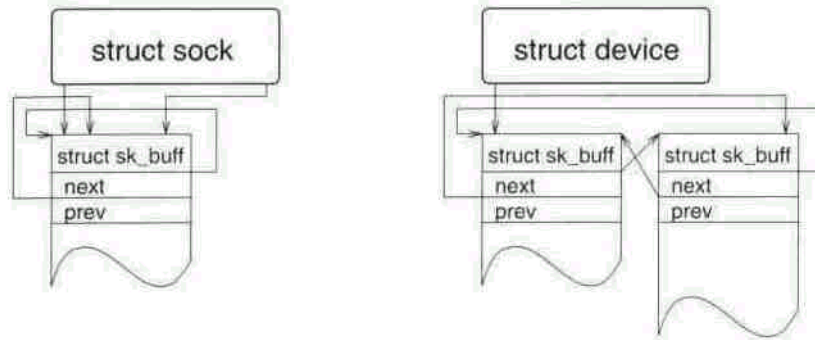 struct sock
struct device
struct sk_buff
next
prev
struct sk_buff
next
prev
struct sk_buff
next
prev